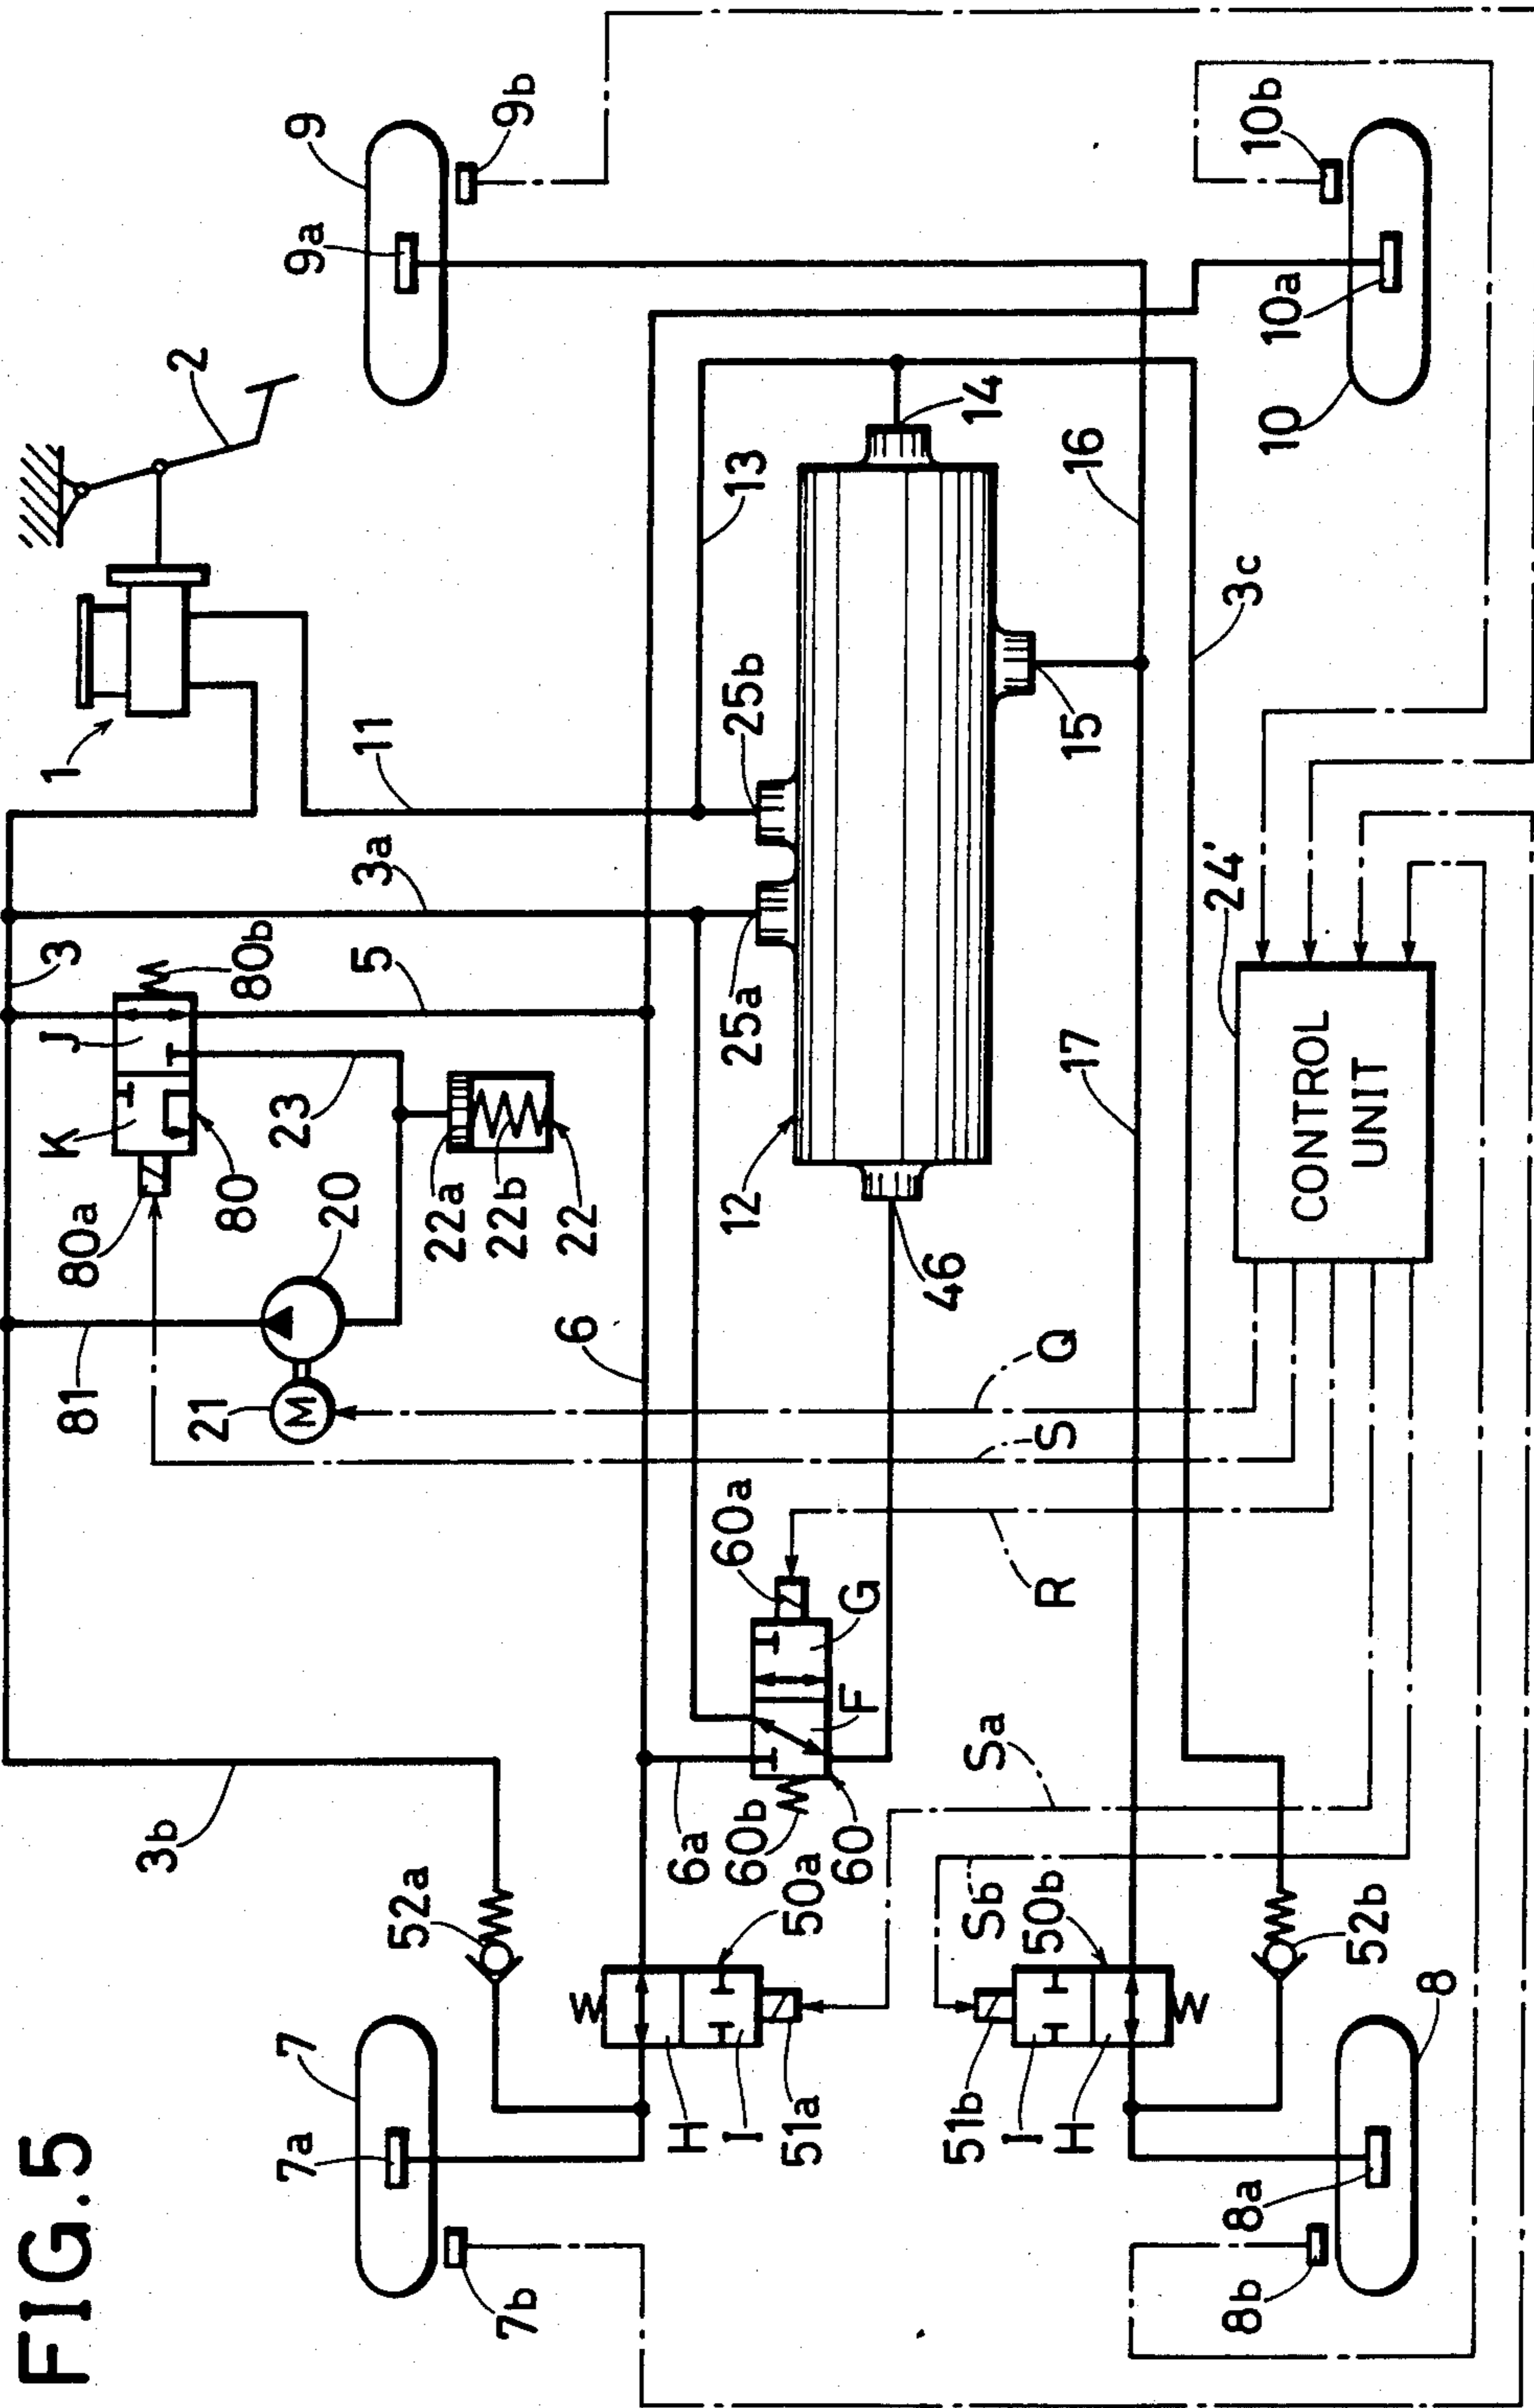 FIG.5
1
2
3
3a
3b
3c
5
6
6a
7
7a
7b
8
8a
8b
9
9a
9b
10
10a
10b
11
12
13
14
15
16
17
20
21
M
22
22a
22b
23
24'
CONTROL
UNIT
25a
25b
46
50a
50b
51a
51b
52a
52b
60
60a
60b
80
80a
80b
81
F
G
H
I
H
I
J
K
Q
R
S
Sa
Sb